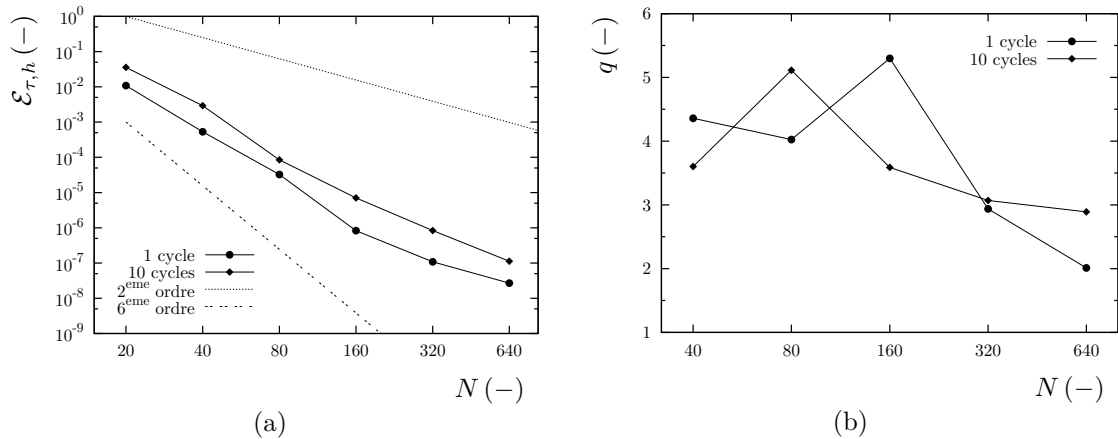 10^0
10^-1
10^-2
10^-3
10^-4
10^-5
10^-6
10^-7
10^-8
10^-9
ℰ_τ,h (−)
1 cycle
10 cycles
2^eme ordre
6^eme ordre
20 40 80 160 320 640
N (−)
(a)
6
5
4
3
2
1
q (−)
1 cycle
10 cycles
40 80 160 320 640
N (−)
(b)